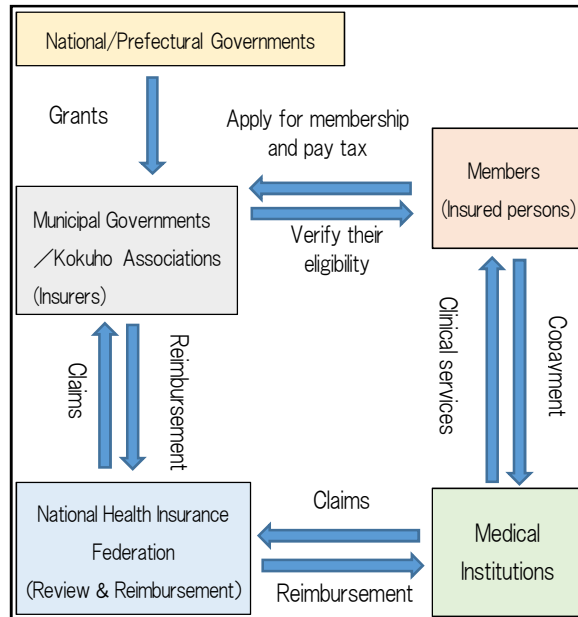 National/Prefectural Governments
Grants
Apply for membership
and pay tax
Members
(Insured persons)
Municipal Governments
／Kokuho Associations
(Insurers)
Verify their
eligibility
Claims
Reimbursement
Clinical services
Copayment
National Health Insurance
Federation
(Review & Reimbursement)
Claims
Reimbursement
Medical
Institutions